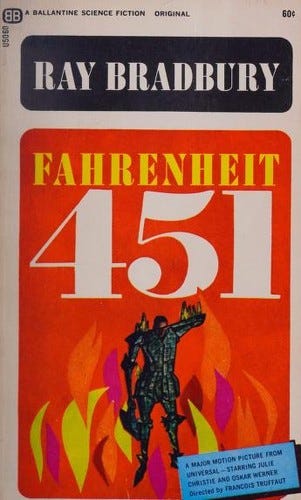 BB A BALLANTINE SCIENCE FICTION ORIGINAL 60¢
U5060
RAY BRADBURY
FAHRENHEIT
451
A MAJOR MOTION PICTURE FROM
UNIVERSAL—STARRING JULIE
CHRISTIE AND OSKAR WERNER
Directed by FRANCOIS TRUFFAUT